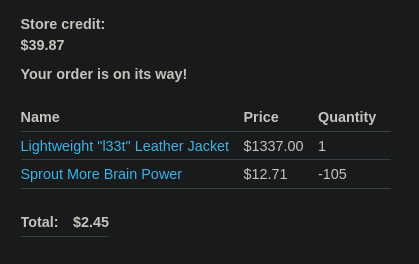 Store credit:
$39.87
Your order is on its way!
Name Price Quantity
Lightweight "l33t" Leather Jacket $1337.00 1
Sprout More Brain Power $12.71 -105
Total: $2.45